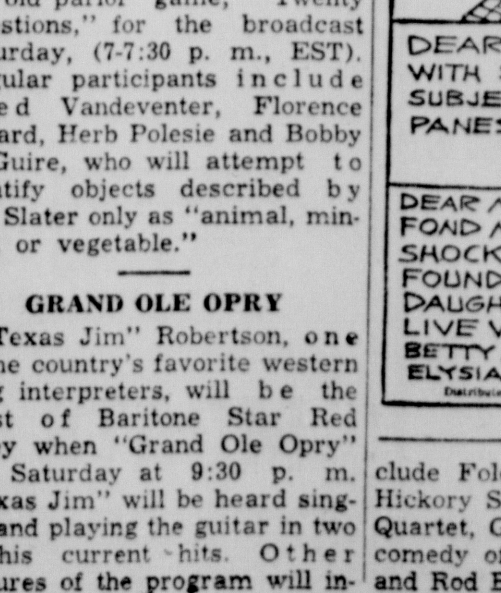 stions," for the broadcast
urday, (7-7:30 p. m., EST).
ular participants include
ed Vandeventer, Florence
ard, Herb Polesie and Bobby
Guire, who will attempt to
ntify objects described by
Slater only as "animal, min-
or vegetable."
GRAND OLE OPRY
Texas Jim" Robertson, one
he country's favorite western
g interpreters, will be the
st of Baritone Star Red
y when "Grand Ole Opry"
Saturday at 9:30 p. m.
xas Jim" will be heard sing-
and playing the guitar in two
his current hits. Other
ures of the program will in-
DEAR
WITH
SUBJE
PANE
DEAR
FOND
SHOCK
FOUND
DAUGH
LIVE
BETTY
ELYSIA
Distribute
clude Fol
Hickory S
Quartet,
comedy o
and Rod